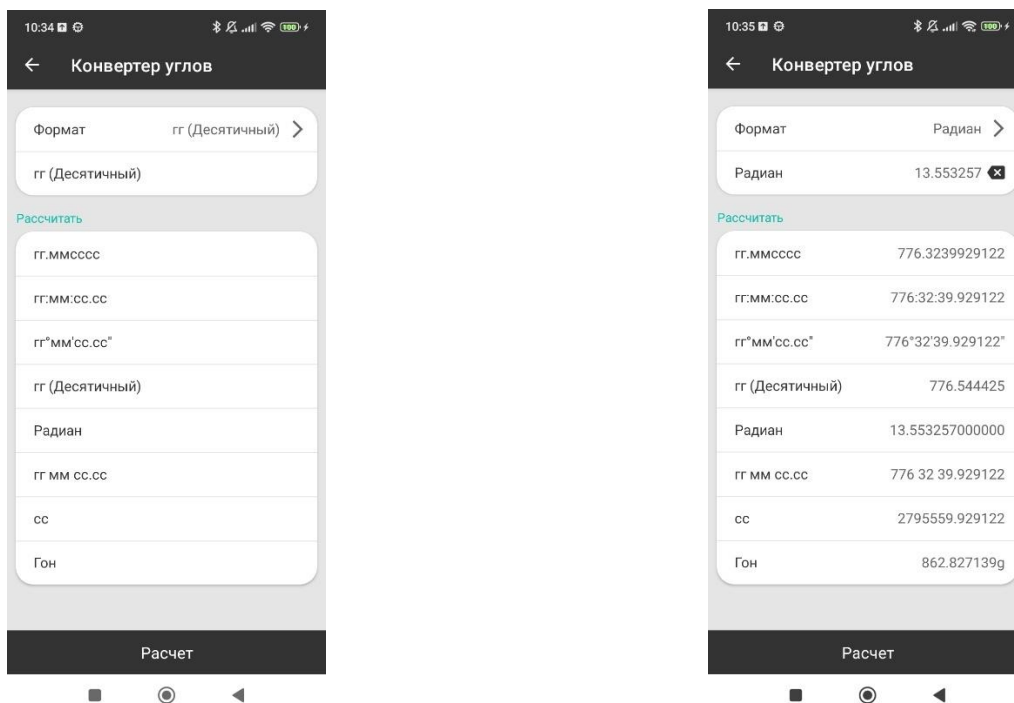 10:34
100
Конвертер углов
Формат гг (Десятичный)
гг (Десятичный)
Рассчитать
гг.ммсссс
гг:мм:сс.сс
гг°мм'сс.сс"
гг (Десятичный)
Радиан
гг мм сс.сс
сс
Гон
Расчет
10:35
100
Конвертер углов
Формат Радиан
Радиан 13.553257
Рассчитать
гг.ммсссс 776.3239929122
гг:мм:сс.сс 776:32:39.929122
гг°мм'сс.сс" 776°32'39.929122"
гг (Десятичный) 776.544425
Радиан 13.553257000000
гг мм сс.сс 776 32 39.929122
сс 2795559.929122
Гон 862.827139g
Расчет